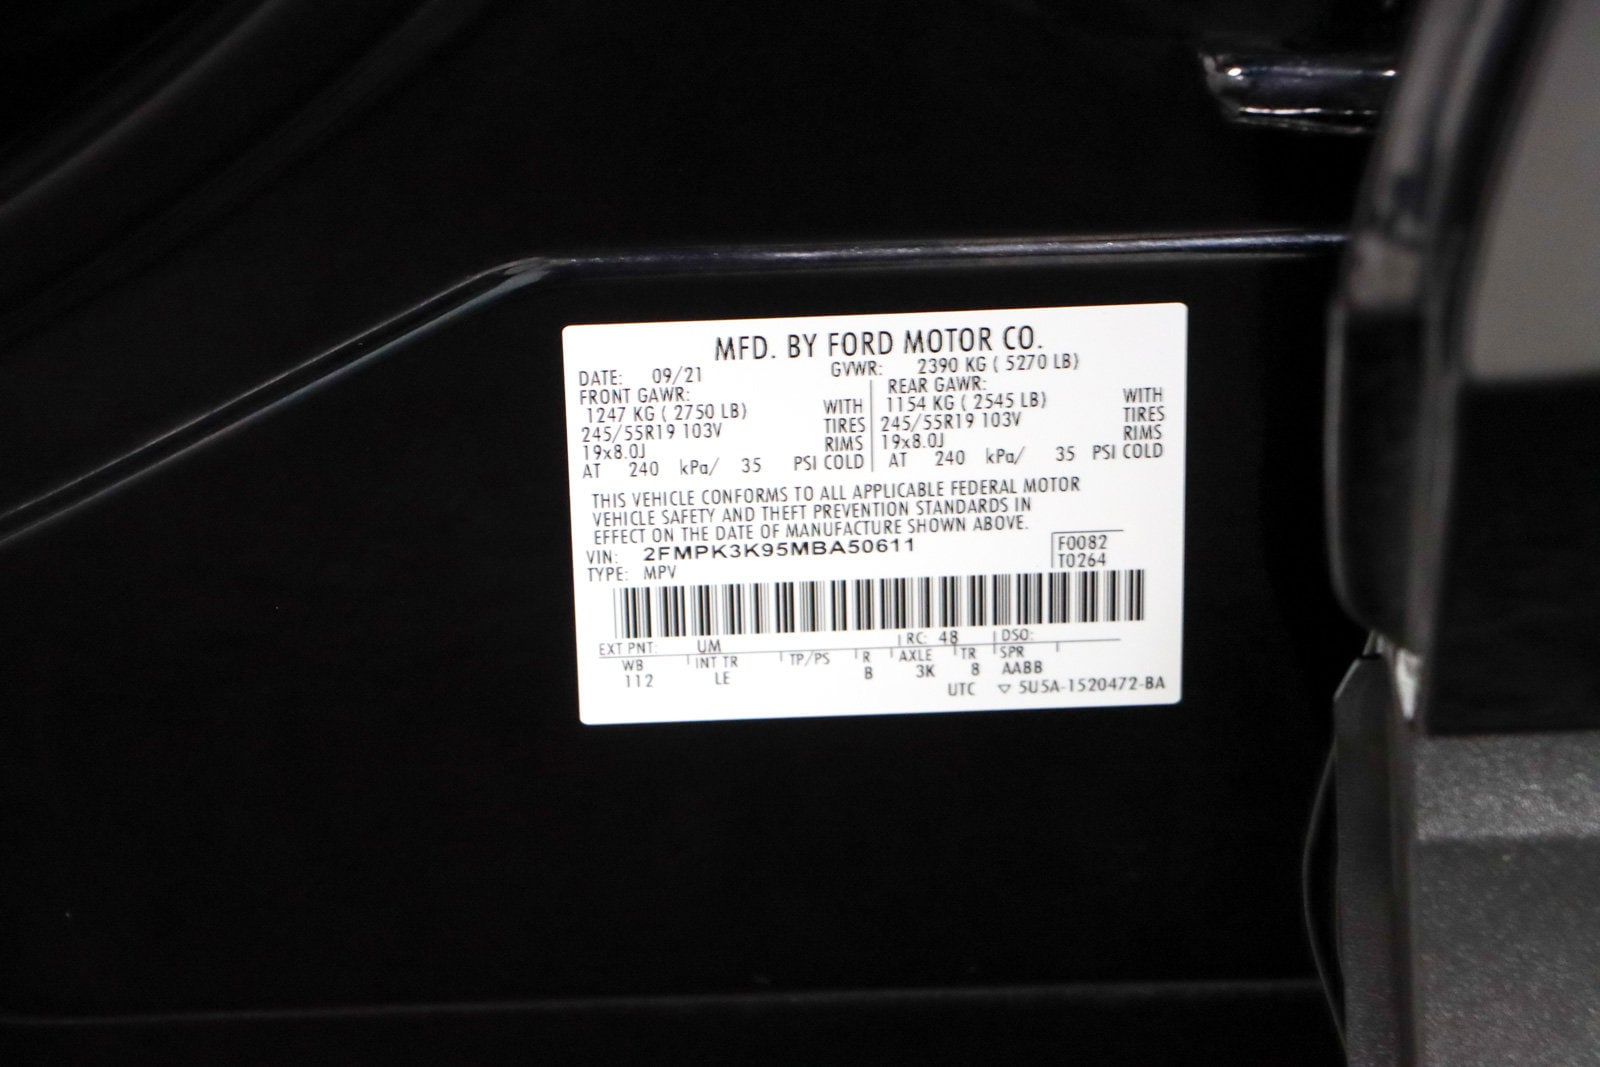 MFD. BY FORD MOTOR CO.
DATE: 09/21 GVWR: 2390 KG ( 5270 LB)
FRONT GAWR: REAR GAWR:
1247 KG ( 2750 LB) WITH 1154 KG ( 2545 LB) WITH
245/55R19 103V TIRES 245/55R19 103V TIRES
19x8.0J RIMS 19x8.0J RIMS
AT 240 kPa/ 35 PSI COLD AT 240 kPa/ 35 PSI COLD
THIS VEHICLE CONFORMS TO ALL APPLICABLE FEDERAL MOTOR
VEHICLE SAFETY AND THEFT PREVENTION STANDARDS IN
EFFECT ON THE DATE OF MANUFACTURE SHOWN ABOVE.
VIN: 2FMPK3K95MBA50611 F0082
TYPE: MPV T0264
EXT PNT: UM RC: 48 DSO:
WB INT TR TP/PS R AXLE TR SPR
112 LE B 3K 8 AABB
UTC ▽ 5U5A-1520472-BA